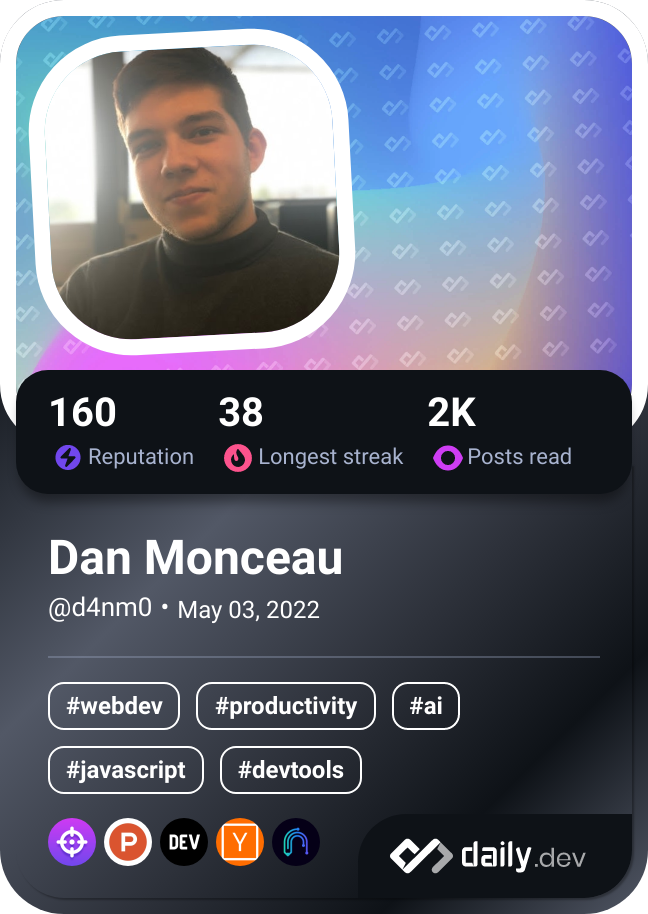 160 38 2K
Reputation Longest streak Posts read
Dan Monceau
@d4nm0 • May 03, 2022
#webdev #productivity #ai
#javascript #devtools
P DEV Y
daily.dev